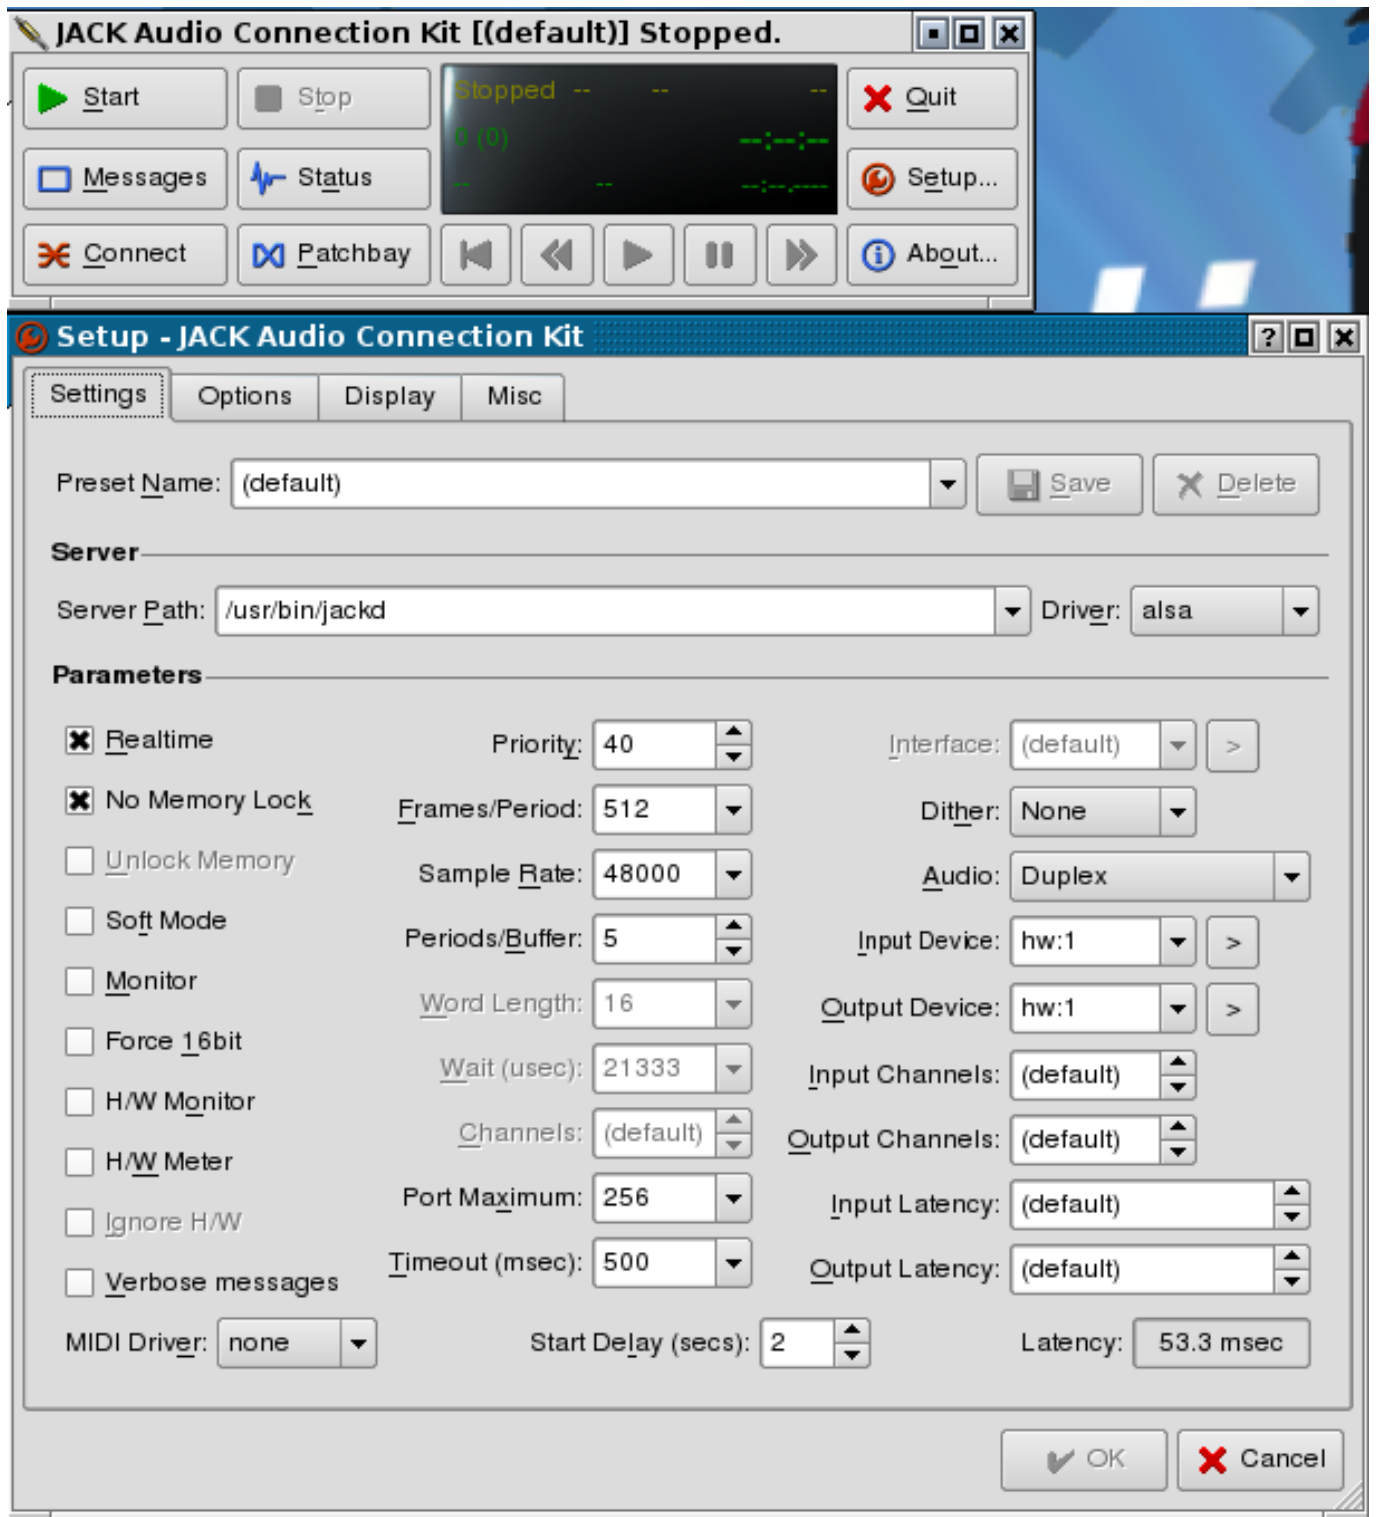 JACK Audio Connection Kit [(default)] Stopped.
Start Stop Stopped -- -- -- Quit
0 (0) --:--:--
Messages Status -- -- --:--.---- Setup...
Connect Patchbay About...
Setup - JACK Audio Connection Kit ?
Settings Options Display Misc
Preset Name: (default) Save Delete
Server
Server Path: /usr/bin/jackd Driver: alsa
Parameters
Realtime Priority: 40 Interface: (default) >
No Memory Lock Frames/Period: 512 Dither: None
Unlock Memory Sample Rate: 48000 Audio: Duplex
Soft Mode Periods/Buffer: 5 Input Device: hw:1 >
Monitor Word Length: 16 Output Device: hw:1 >
Force 16bit Wait (usec): 21333 Input Channels: (default)
H/W Monitor Channels: (default) Output Channels: (default)
H/W Meter Port Maximum: 256 Input Latency: (default)
Ignore H/W Timeout (msec): 500 Output Latency: (default)
Verbose messages
MIDI Driver: none Start Delay (secs): 2 Latency: 53.3 msec
OK Cancel